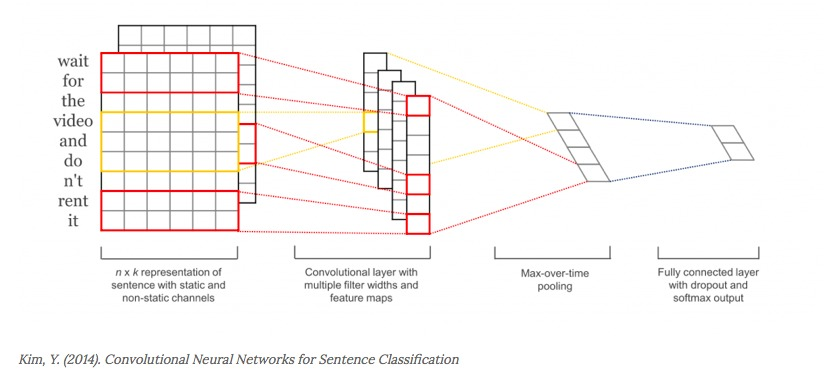 wait
for
the
video
and
do
n't
rent
it
n x k representation of
sentence with static and
non-static channels
Convolutional layer with
multiple filter widths and
feature maps
Max-over-time
pooling
Fully connected layer
with dropout and
softmax output
Kim, Y. (2014). Convolutional Neural Networks for Sentence Classification